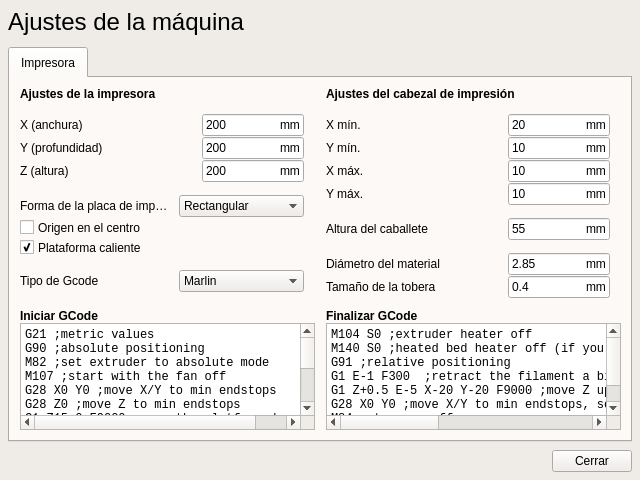 Ajustes de la máquina
Impresora
Ajustes de la impresora
X (anchura) 200 mm
Y (profundidad) 200 mm
Z (altura) 200 mm
Forma de la placa de imp… Rectangular
Origen en el centro
Plataforma caliente
Tipo de Gcode Marlin
Iniciar GCode
G21 ;metric values
G90 ;absolute positioning
M82 ;set extruder to absolute mode
M107 ;start with the fan off
G28 X0 Y0 ;move X/Y to min endstops
G28 Z0 ;move Z to min endstops
Ajustes del cabezal de impresión
X mín. 20 mm
Y mín. 10 mm
X máx. 10 mm
Y máx. 10 mm
Altura del caballete 55 mm
Diámetro del material 2.85 mm
Tamaño de la tobera 0.4 mm
Finalizar GCode
M104 S0 ;extruder heater off
M140 S0 ;heated bed heater off (if you
G91 ;relative positioning
G1 E-1 F300 ;retract the filament a bi
G1 Z+0.5 E-5 X-20 Y-20 F9000 ;move Z u
G28 X0 Y0 ;move X/Y to min endstops, s
Cerrar